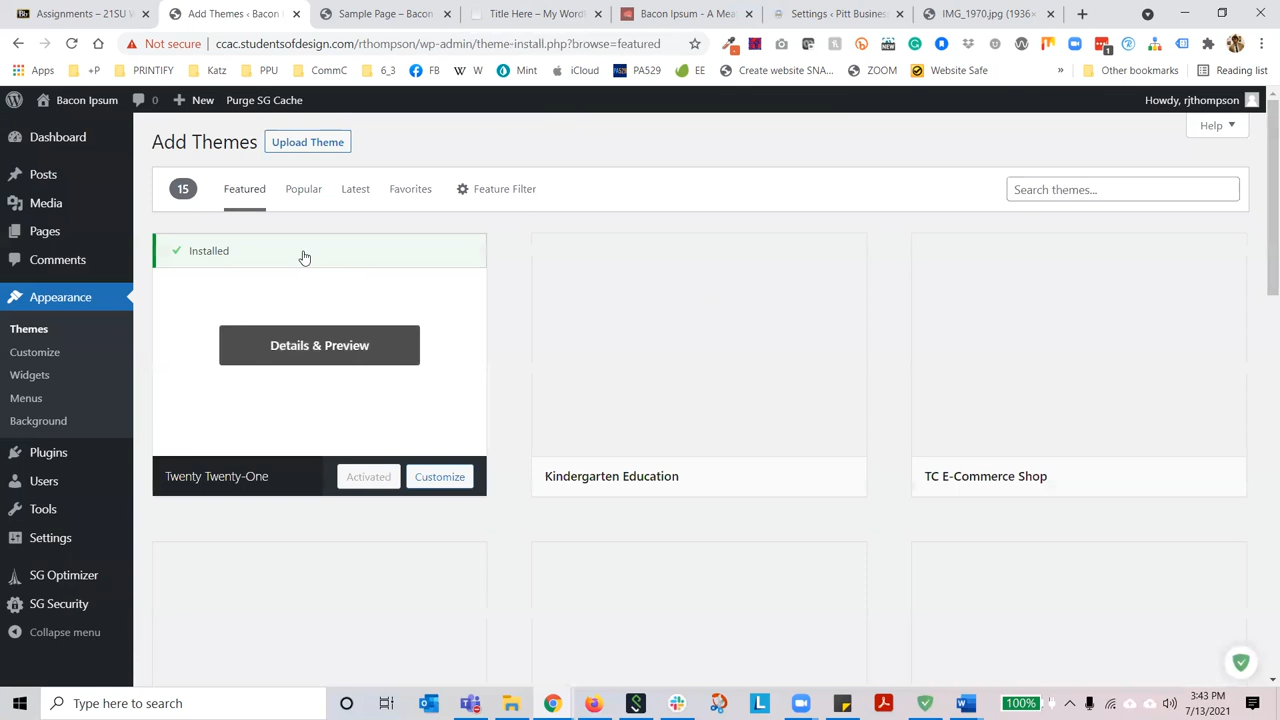 Assignments – 21SU W
Add Themes ‹ Bacon I
Sample Page – Bacon
Title Here – My WordP
Bacon Ipsum - A Mea
Settings ‹ Pitt Business
IMG_1970.jpg (1936×
Not secure ccac.studentsofdesign.com/rthompson/wp-admin/theme-install.php?browse=featured
Apps +P PRINTIFY Katz PPU CommC 6_3 FB W Mint iCloud PA529 EE Create website SNA... ZOOM Website Safe » Other bookmarks Reading list
Bacon Ipsum 0 New Purge SG Cache Howdy, rjthompson
Help
Add Themes Upload Theme
15 Featured Popular Latest Favorites Feature Filter Search themes...
Dashboard
Posts
Media
Pages
Comments
Appearance
Themes
Customize
Widgets
Menus
Background
Plugins
Users
Tools
Settings
SG Optimizer
SG Security
Collapse menu
Installed
Details & Preview
Twenty Twenty-One Activated Customize
Kindergarten Education
TC E-Commerce Shop
Type here to search
100%
3:43 PM
7/13/2021